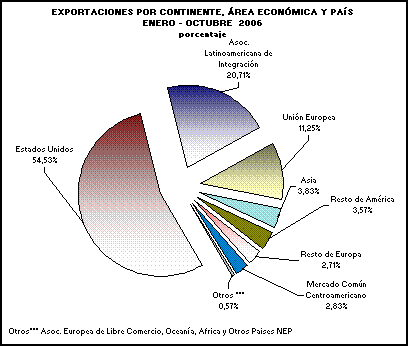 EXPORTACIONES POR CONTINENTE, ÁREA ECONÓMICA Y PAÍS
ENERO - OCTUBRE 2006
porcentaje
Asoc.
Latinoamericana de
Integración
20,71%
Unión Europea
11,25%
Estados Unidos
54,53%
Asia
3,83%
Resto de América
3,57%
Resto de Europa
2,71%
Mercado Común
Centroamericano
2,83%
Otros ***
0,57%
Otros*** Asoc. Europea de Libre Comercio, Oceanía, Africa y Otros Paises NEP